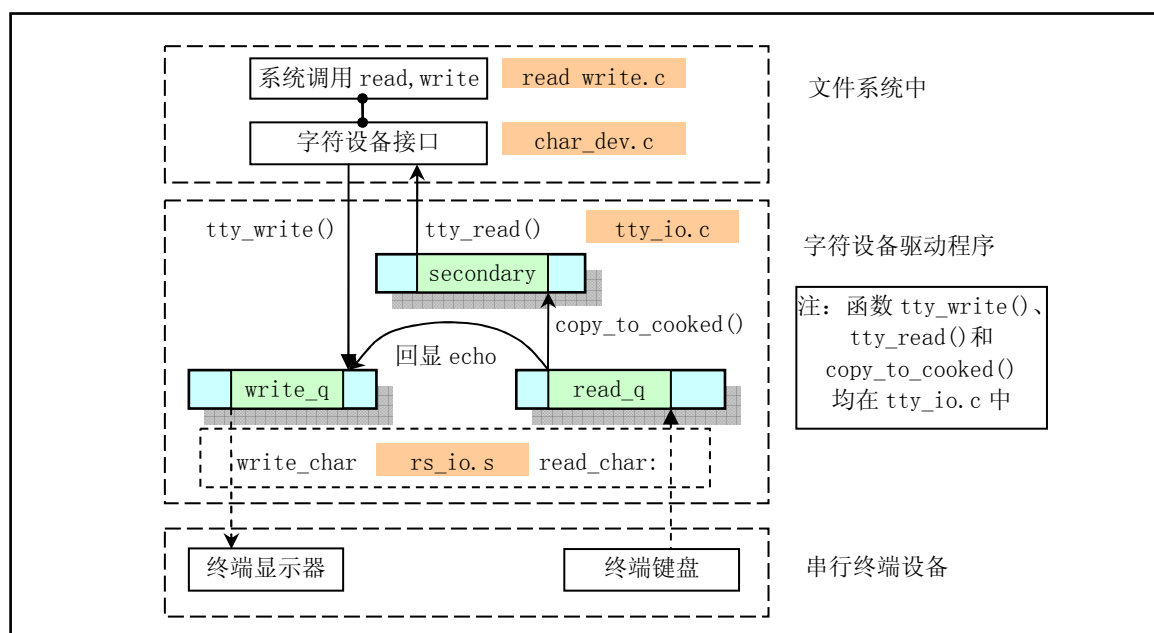 系统调用 read,write
read write.c
文件系统中
字符设备接口
char_dev.c
tty_write()
tty_read()
tty_io.c
字符设备驱动程序
secondary
copy_to_cooked()
回显 echo
write_q
read_q
注: 函数 tty_write()、
tty_read()和
copy_to_cooked()
均在 tty_io.c 中
write_char
rs_io.s
read_char:
终端显示器
终端键盘
串行终端设备